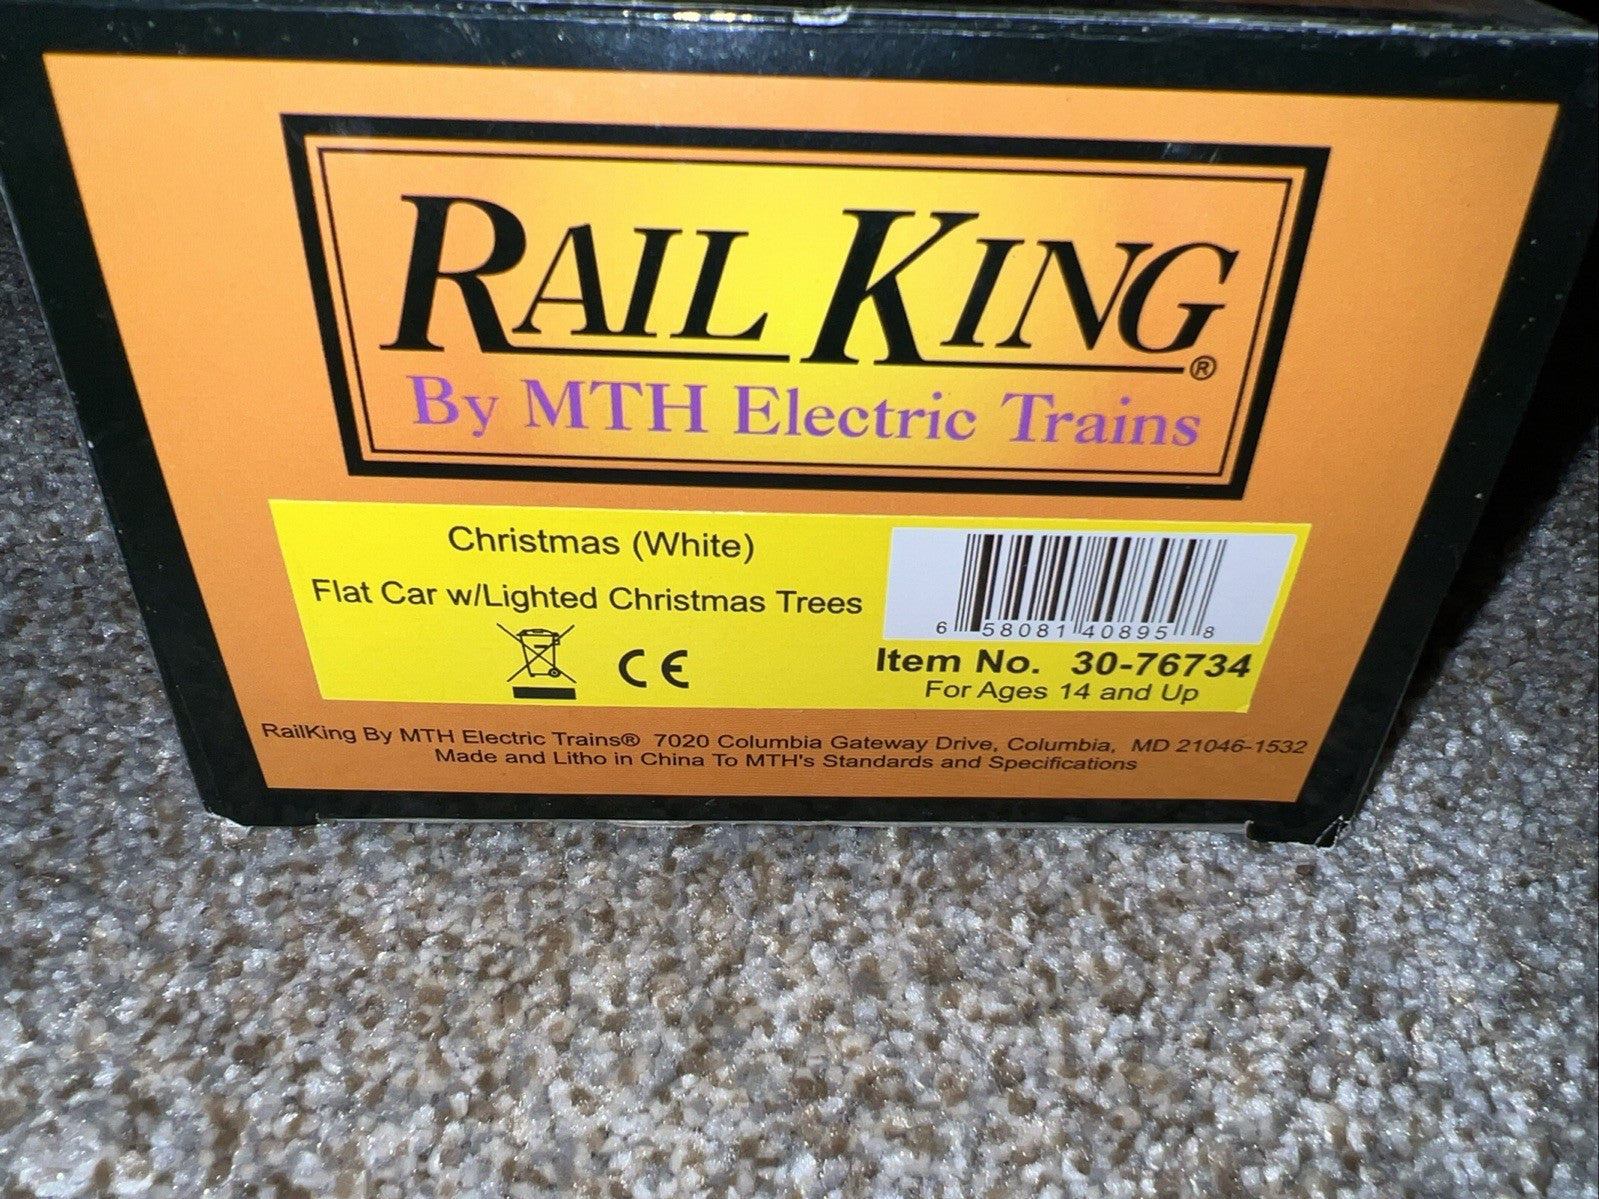 RAIL KING®
By MTH Electric Trains
Christmas (White)
Flat Car w/Lighted Christmas Trees
CE
6 58081 40895 8
Item No. 30-76734
For Ages 14 and Up
RailKing By MTH Electric Trains® 7020 Columbia Gateway Drive, Columbia, MD 21046-1532
Made and Litho in China To MTH's Standards and Specifications